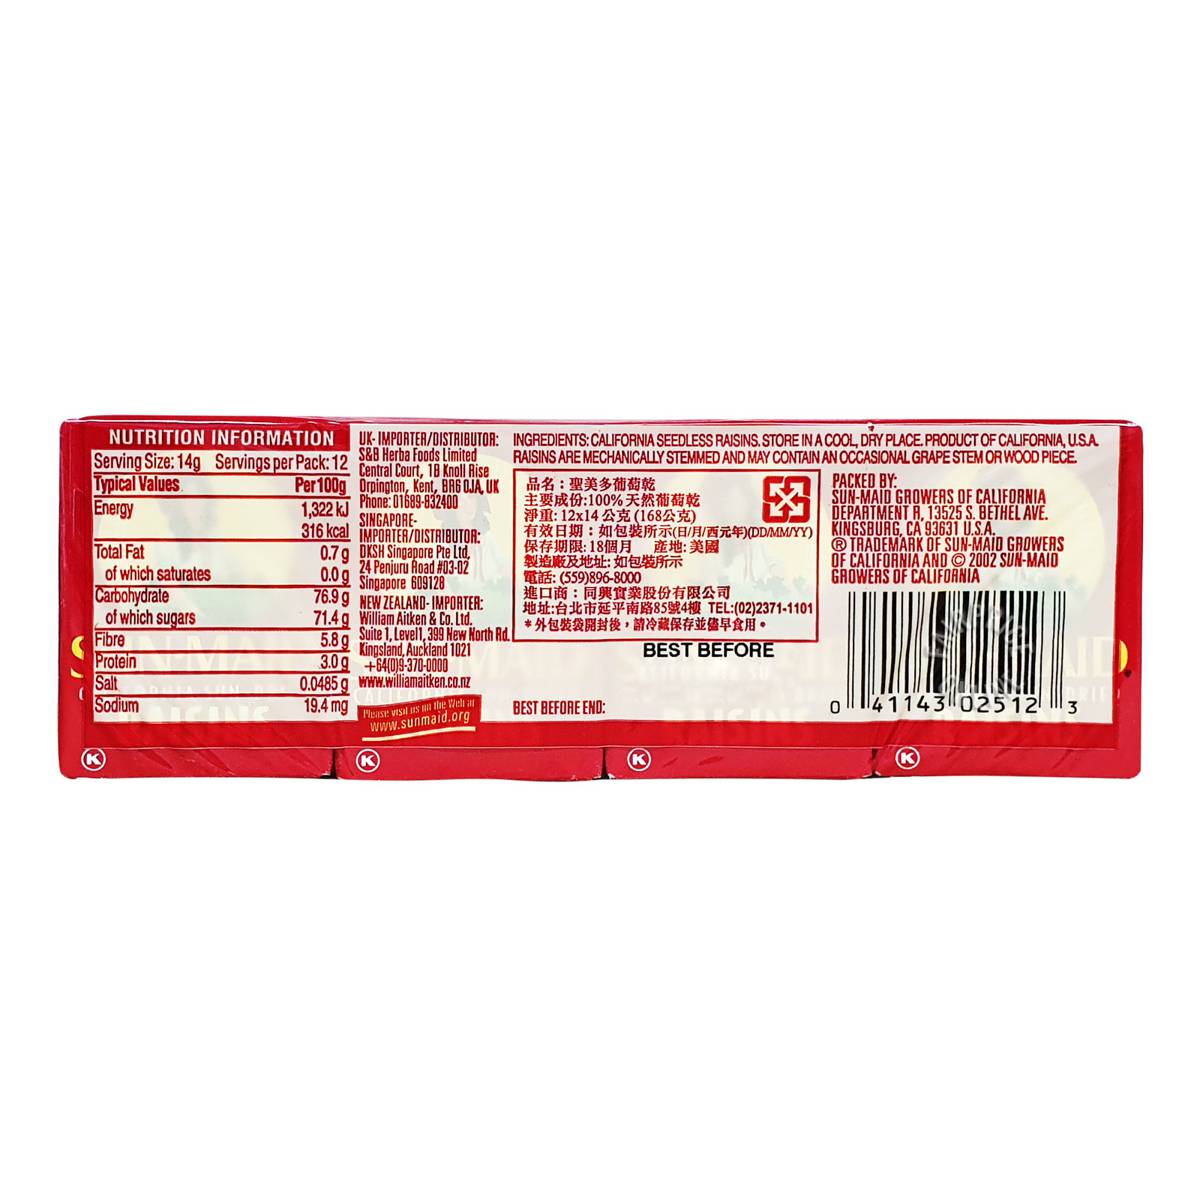 NUTRITION INFORMATION
Serving Size: 14g Servings per Pack: 12
Typical Values Per100g
Energy 1,322 kJ
316 kcal
Total Fat 0.7 g
of which saturates 0.0 g
Carbohydrate 76.9 g
of which sugars 71.4 g
Fibre 5.8 g
Protein 3.0 g
Salt 0.0485 g
Sodium 19.4 mg
UK- IMPORTER/DISTRIBUTOR:
S&B Herba Foods Limited
Central Court, 1B Knoll Rise
Orpington, Kent, BR6 0JA, UK
Phone: 01689-832400
SINGAPORE-
IMPORTER/DISTRIBUTOR:
DKSH Singapore Pte Ltd,
24 Penjuru Road #03-02
Singapore 609128
NEW ZEALAND- IMPORTER:
William Aitken & Co. Ltd.
Suite 1, Level1, 399 New North Rd.
Kingsland, Auckland 1021
+64(0)9-370-0000
www.williamaitken.co.nz
Please visit us on the Web at
www.sunmaid.org
INGREDIENTS: CALIFORNIA SEEDLESS RAISINS. STORE IN A COOL, DRY PLACE. PRODUCT OF CALIFORNIA, U.S.A.
RAISINS ARE MECHANICALLY STEMMED AND MAY CONTAIN AN OCCASIONAL GRAPE STEM OR WOOD PIECE.
品名：聖美多葡萄乾
主要成份:100% 天然葡萄乾
淨重: 12x14 公克 (168公克)
有效日期：如包裝所示(日/月/西元年)(DD/MM/YY)
保存期限: 18個月 產地: 美國
製造廠及地址: 如包裝所示
電話: (559)896-8000
進口商：同興實業股份有限公司
地址:台北市延平南路85號4樓 TEL:(02)2371-1101
*外包裝袋開封後，請冷藏保存並儘早食用。
BEST BEFORE
BEST BEFORE END:
PACKED BY:
SUN-MAID GROWERS OF CALIFORNIA
DEPARTMENT R, 13525 S. BETHEL AVE.
KINGSBURG, CA 93631 U.S.A.
® TRADEMARK OF SUN-MAID GROWERS
OF CALIFORNIA AND © 2002 SUN-MAID
GROWERS OF CALIFORNIA
0 41143 02512 3
K
K
K
K